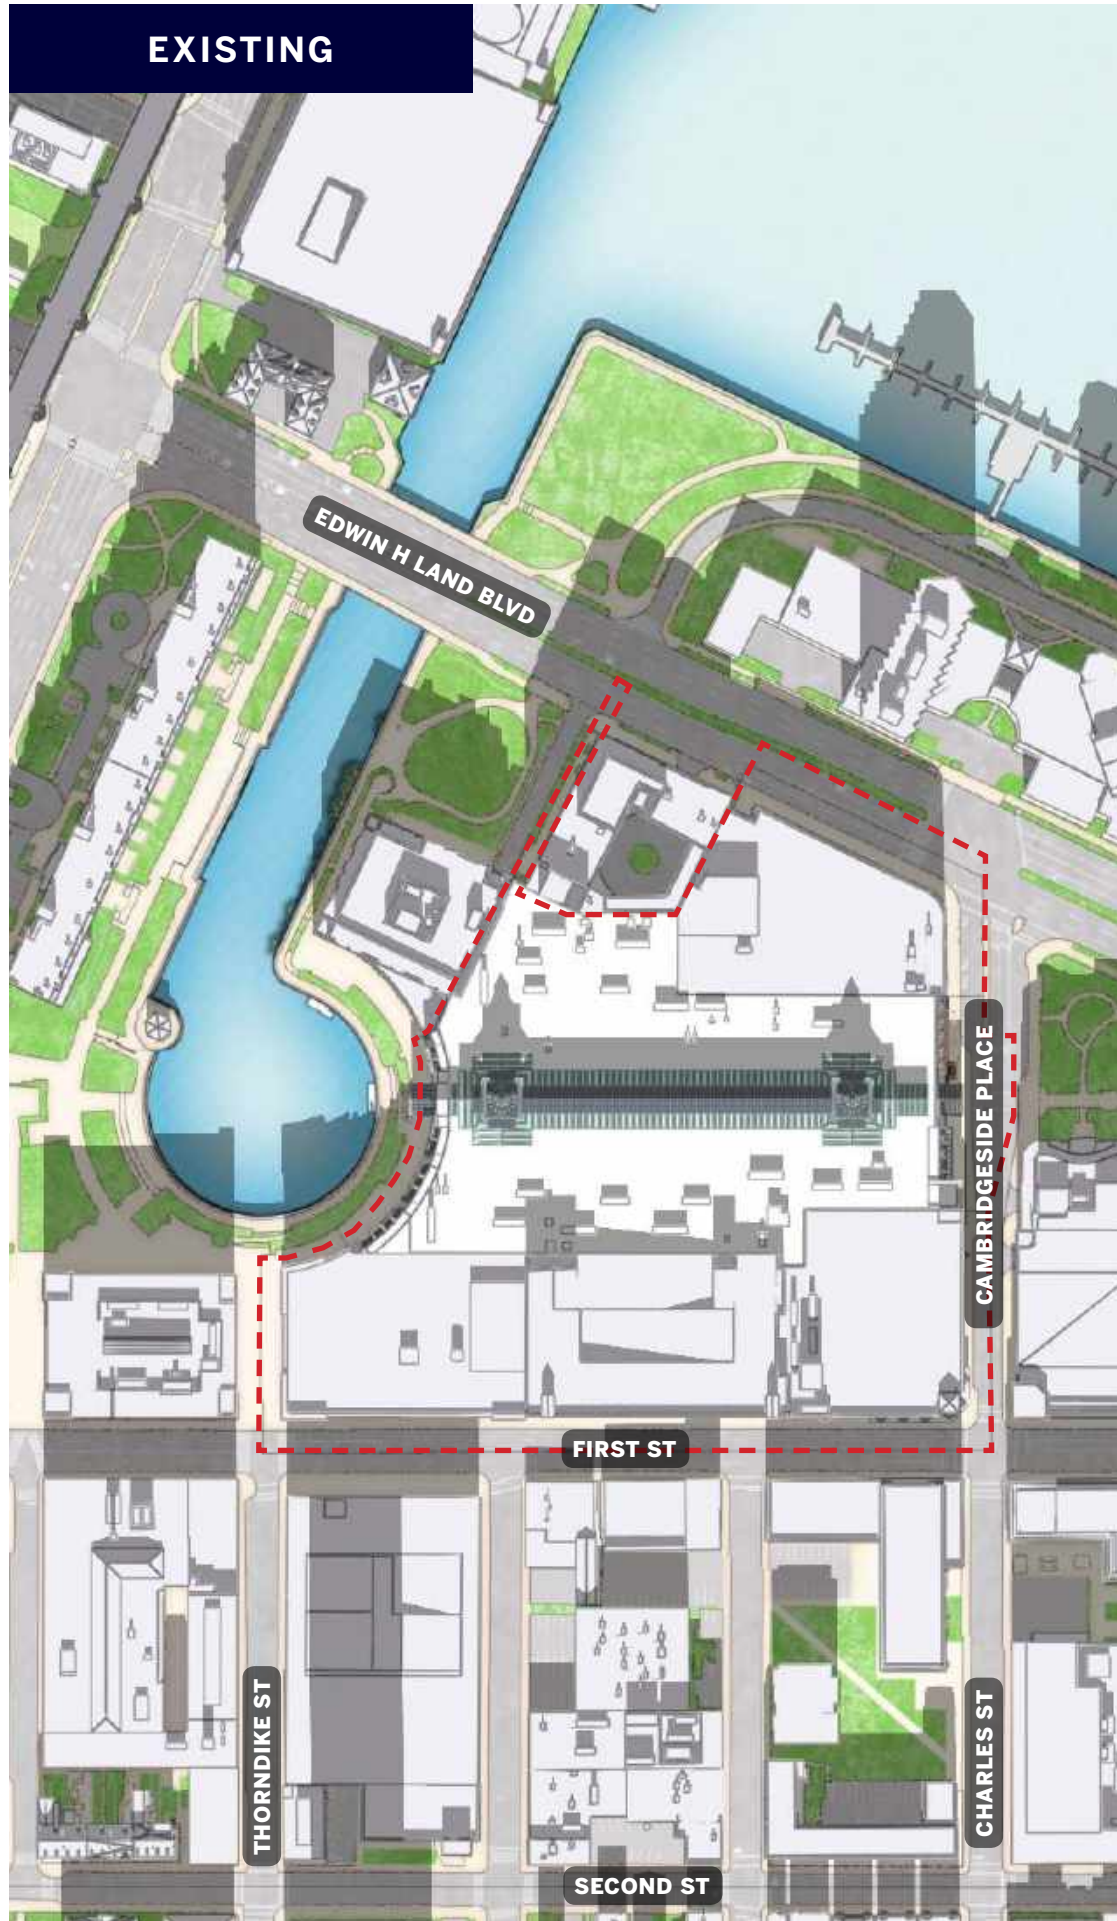 EXISTING
EDWIN H LAND BLVD
CAMBRIDGESIDE PLACE
FIRST ST
THORNDIKE ST
CHARLES ST
SECOND ST